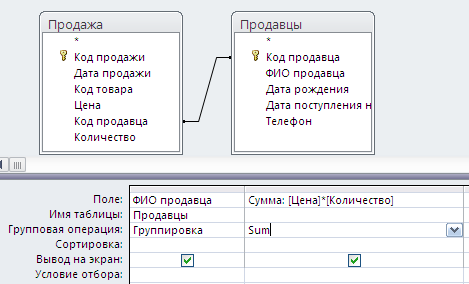 Продажа
*
Код продажи
Дата продажи
Код товара
Цена
Код продавца
Количество
Продавцы
*
Код продавца
ФИО продавца
Дата рождения
Дата поступления н
Телефон
Поле: ФИО продавца Сумма: [Цена]*[Количество]
Имя таблицы: Продавцы
Групповая операция: Группировка Sum
Сортировка:
Вывод на экран:
Условие отбора: